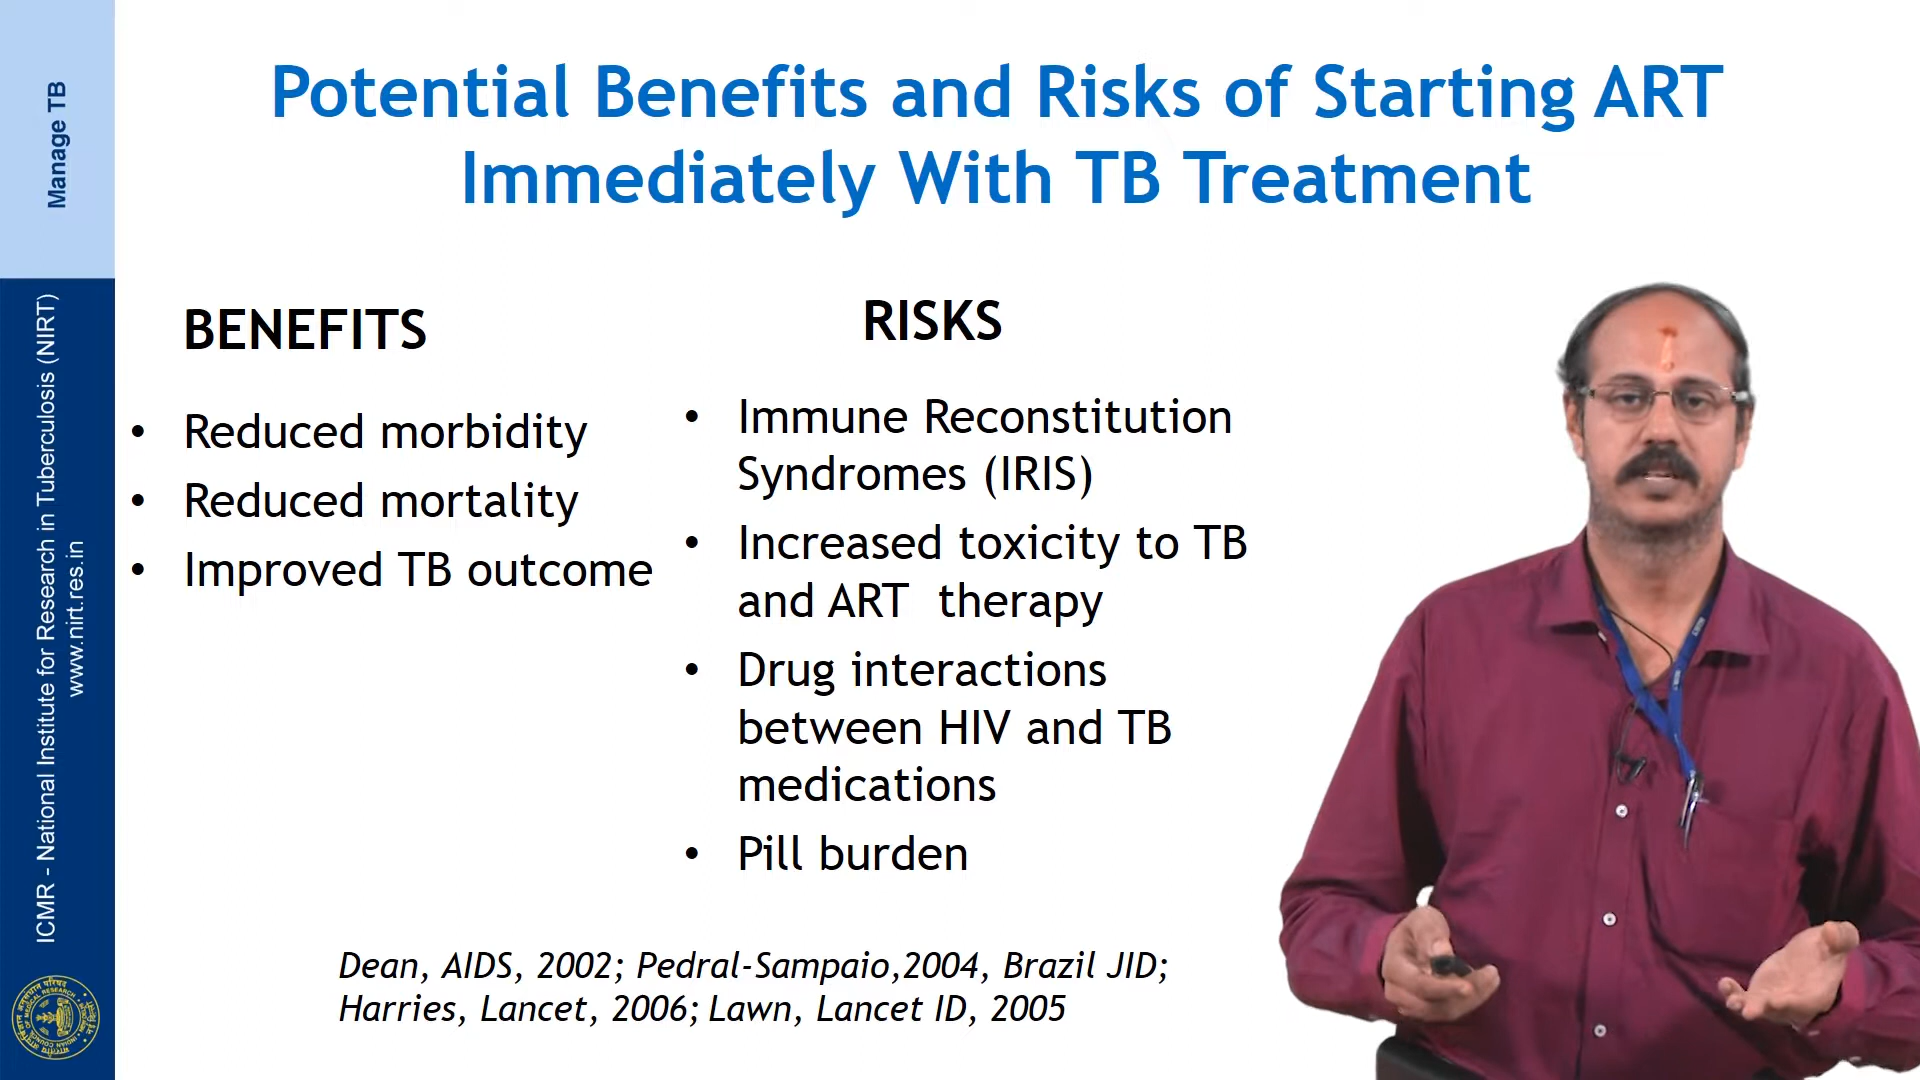 Manage TB
ICMR - National Institute for Research in Tuberculosis (NIRT)
www.nirt.res.in
Potential Benefits and Risks of Starting ART
Immediately With TB Treatment
BENEFITS
• Reduced morbidity
• Reduced mortality
• Improved TB outcome
RISKS
• Immune Reconstitution
Syndromes (IRIS)
• Increased toxicity to TB
and ART therapy
• Drug interactions
between HIV and TB
medications
• Pill burden
Dean, AIDS, 2002; Pedral-Sampaio,2004, Brazil JID;
Harries, Lancet, 2006; Lawn, Lancet ID, 2005